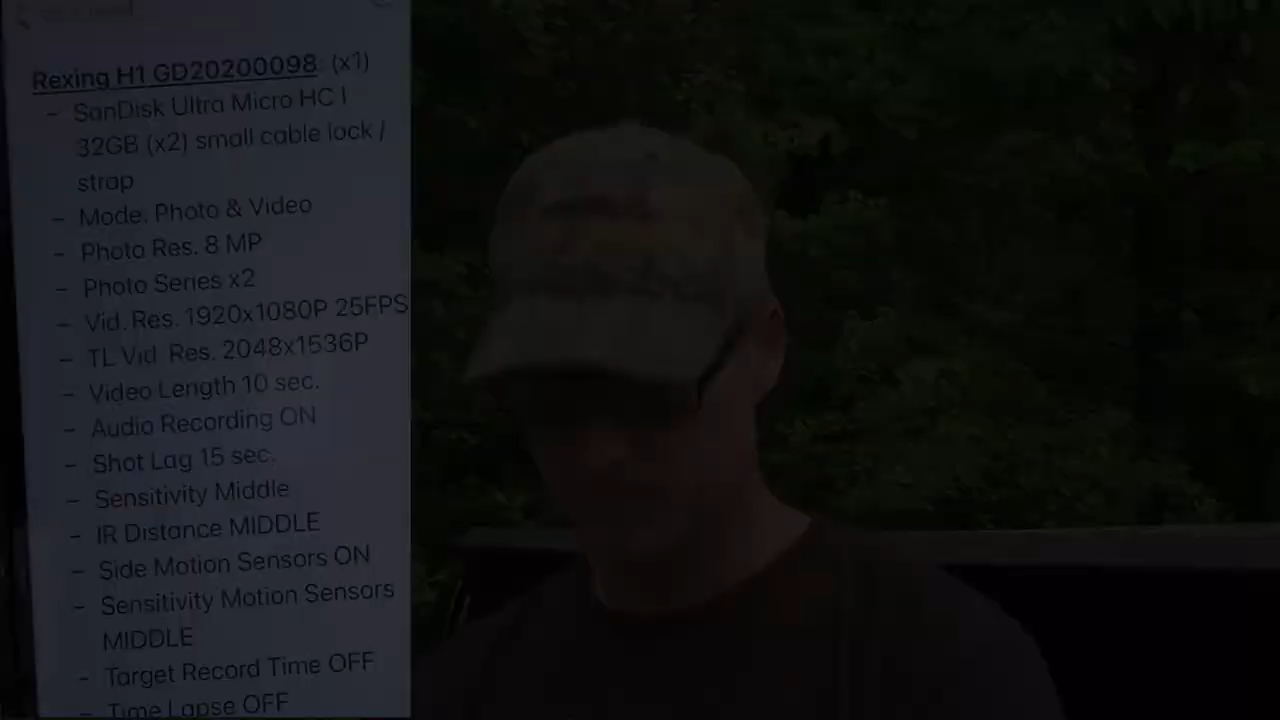 Rexing H1 GD20200098: (x1)
- SanDisk Ultra Micro HC I
32GB (x2) small cable lock /
strap
- Mode. Photo & Video
- Photo Res. 8 MP
- Photo Series x2
- Vid. Res. 1920x1080P 25FPS
- TL Vid Res. 2048x1536P
- Video Length 10 sec.
- Audio Recording ON
- Shot Lag 15 sec.
- Sensitivity Middle
- IR Distance MIDDLE
- Side Motion Sensors ON
- Sensitivity Motion Sensors
MIDDLE
- Target Record Time OFF
- Time Lapse OFF